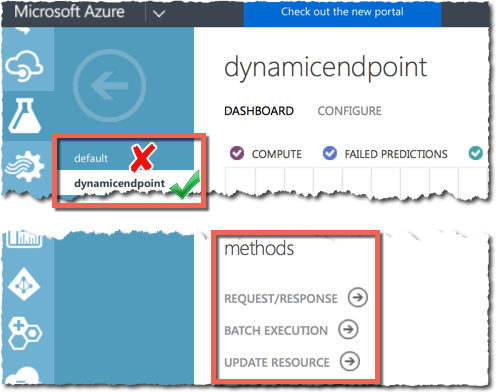 Microsoft Azure
Check out the new portal
dynamicendpoint
DASHBOARD CONFIGURE
default
COMPUTE FAILED PREDICTIONS
dynamicendpoint
methods
REQUEST/RESPONSE
BATCH EXECUTION
UPDATE RESOURCE